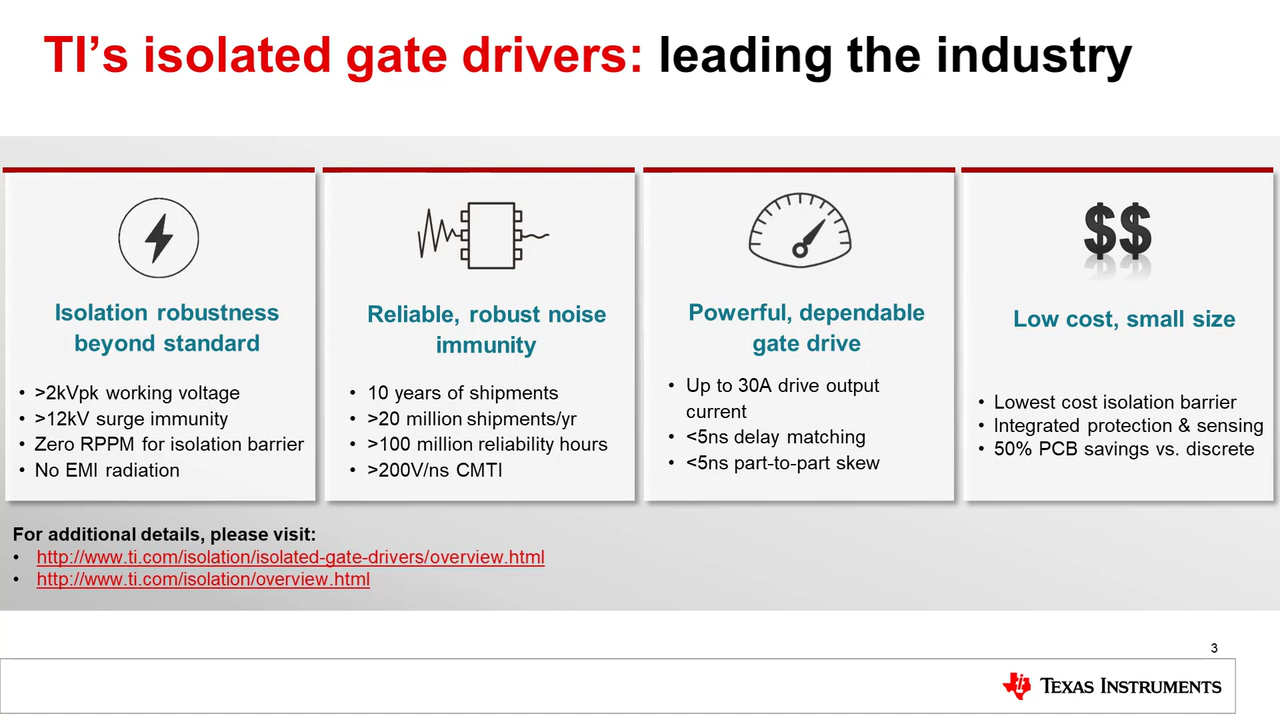 TI's isolated gate drivers: leading the industry
$$
Isolation robustness
beyond standard
• >2kVpk working voltage
• >12kV surge immunity
• Zero RPPM for isolation barrier
• No EMI radiation
Reliable, robust noise
immunity
• 10 years of shipments
• >20 million shipments/yr
• >100 million reliability hours
• >200V/ns CMTI
Powerful, dependable
gate drive
• Up to 30A drive output
current
• <5ns delay matching
• <5ns part-to-part skew
Low cost, small size
• Lowest cost isolation barrier
• Integrated protection & sensing
• 50% PCB savings vs. discrete
For additional details, please visit:
• http://www.ti.com/isolation/isolated-gate-drivers/overview.html
• http://www.ti.com/isolation/overview.html
3
TEXAS INSTRUMENTS